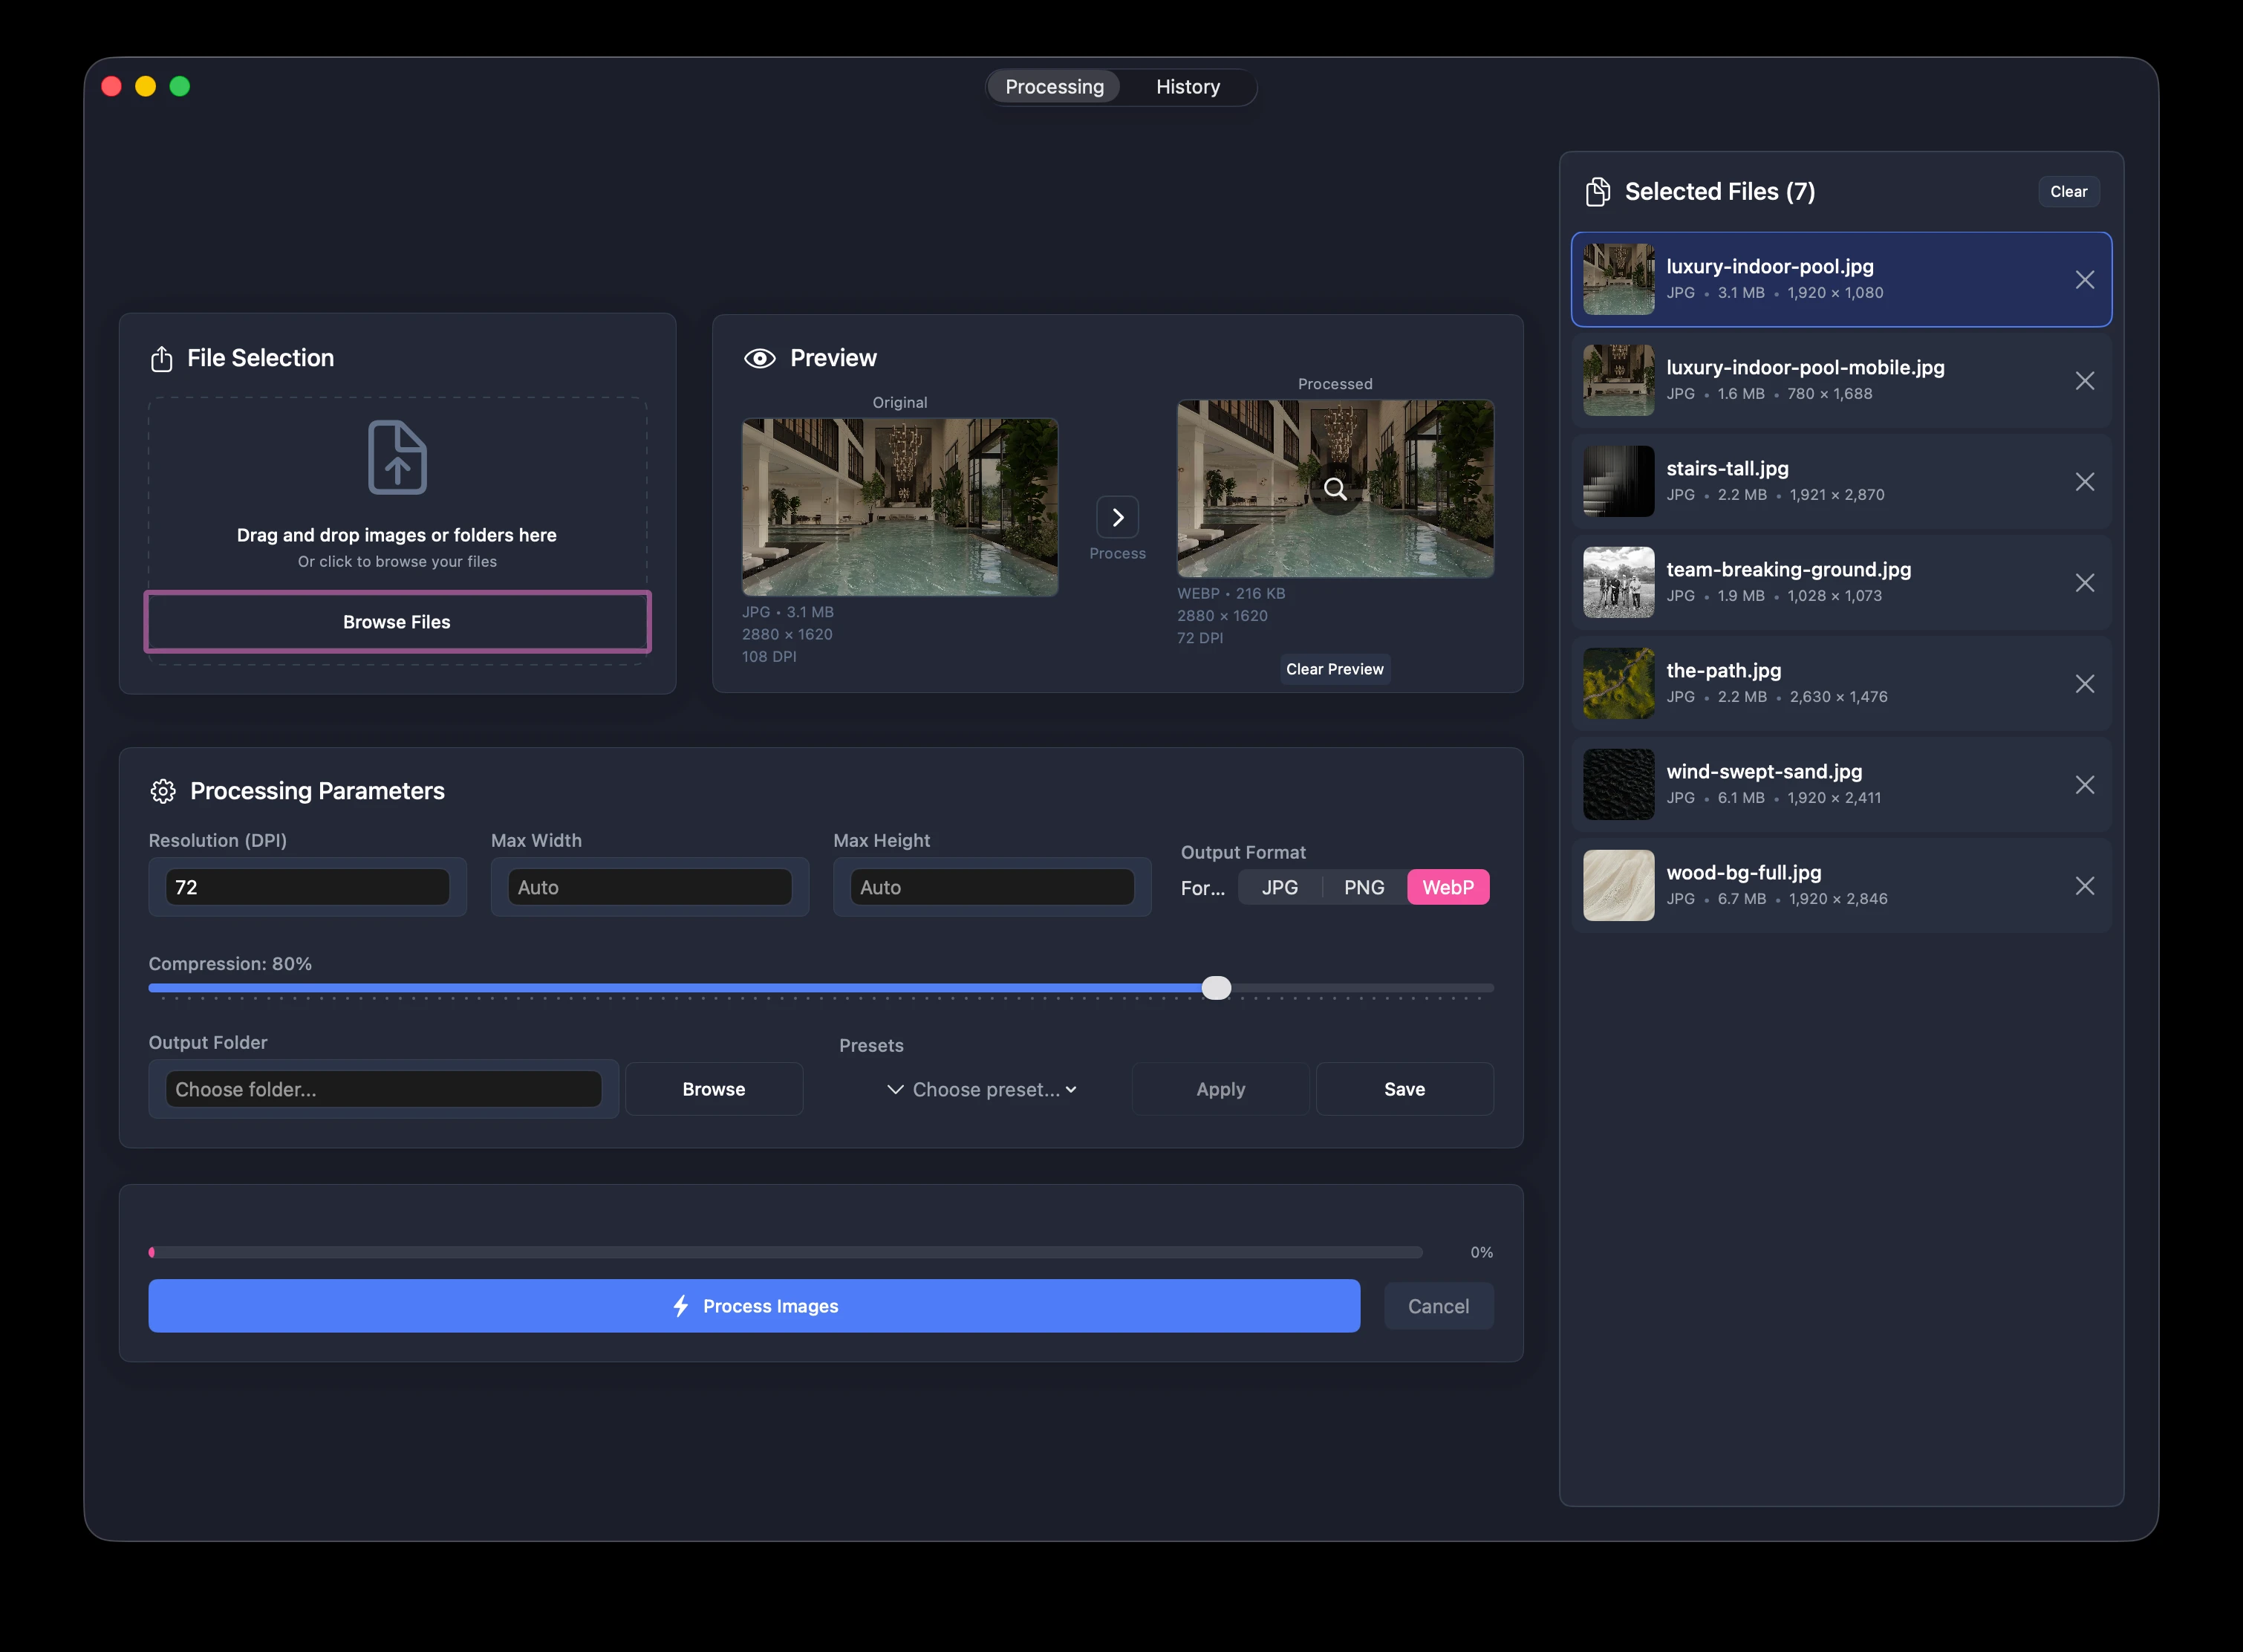 Processing
History
File Selection
Drag and drop images or folders here
Or click to browse your files
Browse Files
Preview
Original
JPG • 3.1 MB
2880 × 1620
108 DPI
Process
Processed
WEBP • 216 KB
2880 × 1620
72 DPI
Clear Preview
Processing Parameters
Resolution (DPI)
72
Max Width
Auto
Max Height
Auto
Output Format
For...
JPG
PNG
WebP
Compression: 80%
Output Folder
Choose folder...
Browse
Presets
Choose preset...
Apply
Save
0%
Process Images
Cancel
Selected Files (7)
Clear
luxury-indoor-pool.jpg
JPG • 3.1 MB • 1,920 × 1,080
luxury-indoor-pool-mobile.jpg
JPG • 1.6 MB • 780 × 1,688
stairs-tall.jpg
JPG • 2.2 MB • 1,921 × 2,870
team-breaking-ground.jpg
JPG • 1.9 MB • 1,028 × 1,073
the-path.jpg
JPG • 2.2 MB • 2,630 × 1,476
wind-swept-sand.jpg
JPG • 6.1 MB • 1,920 × 2,411
wood-bg-full.jpg
JPG • 6.7 MB • 1,920 × 2,846